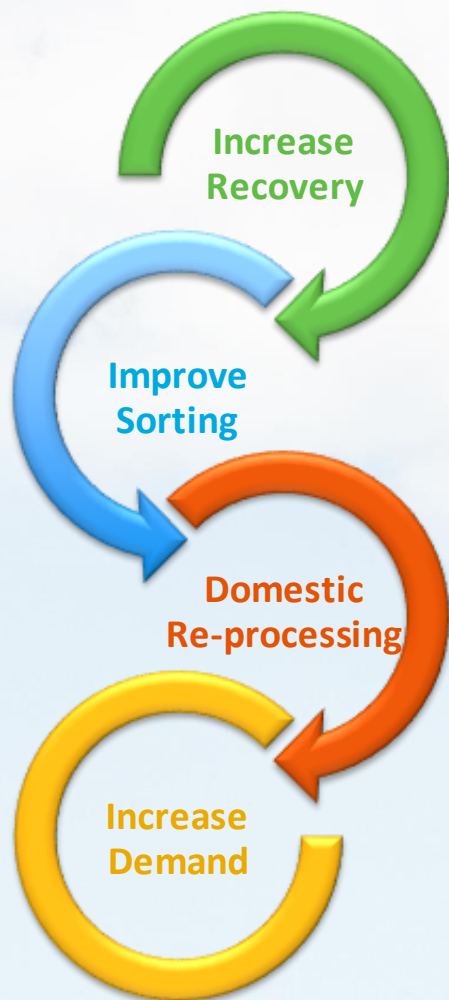 Increase
Recovery
Improve
Sorting
Domestic
Re-processing
Increase
Demand